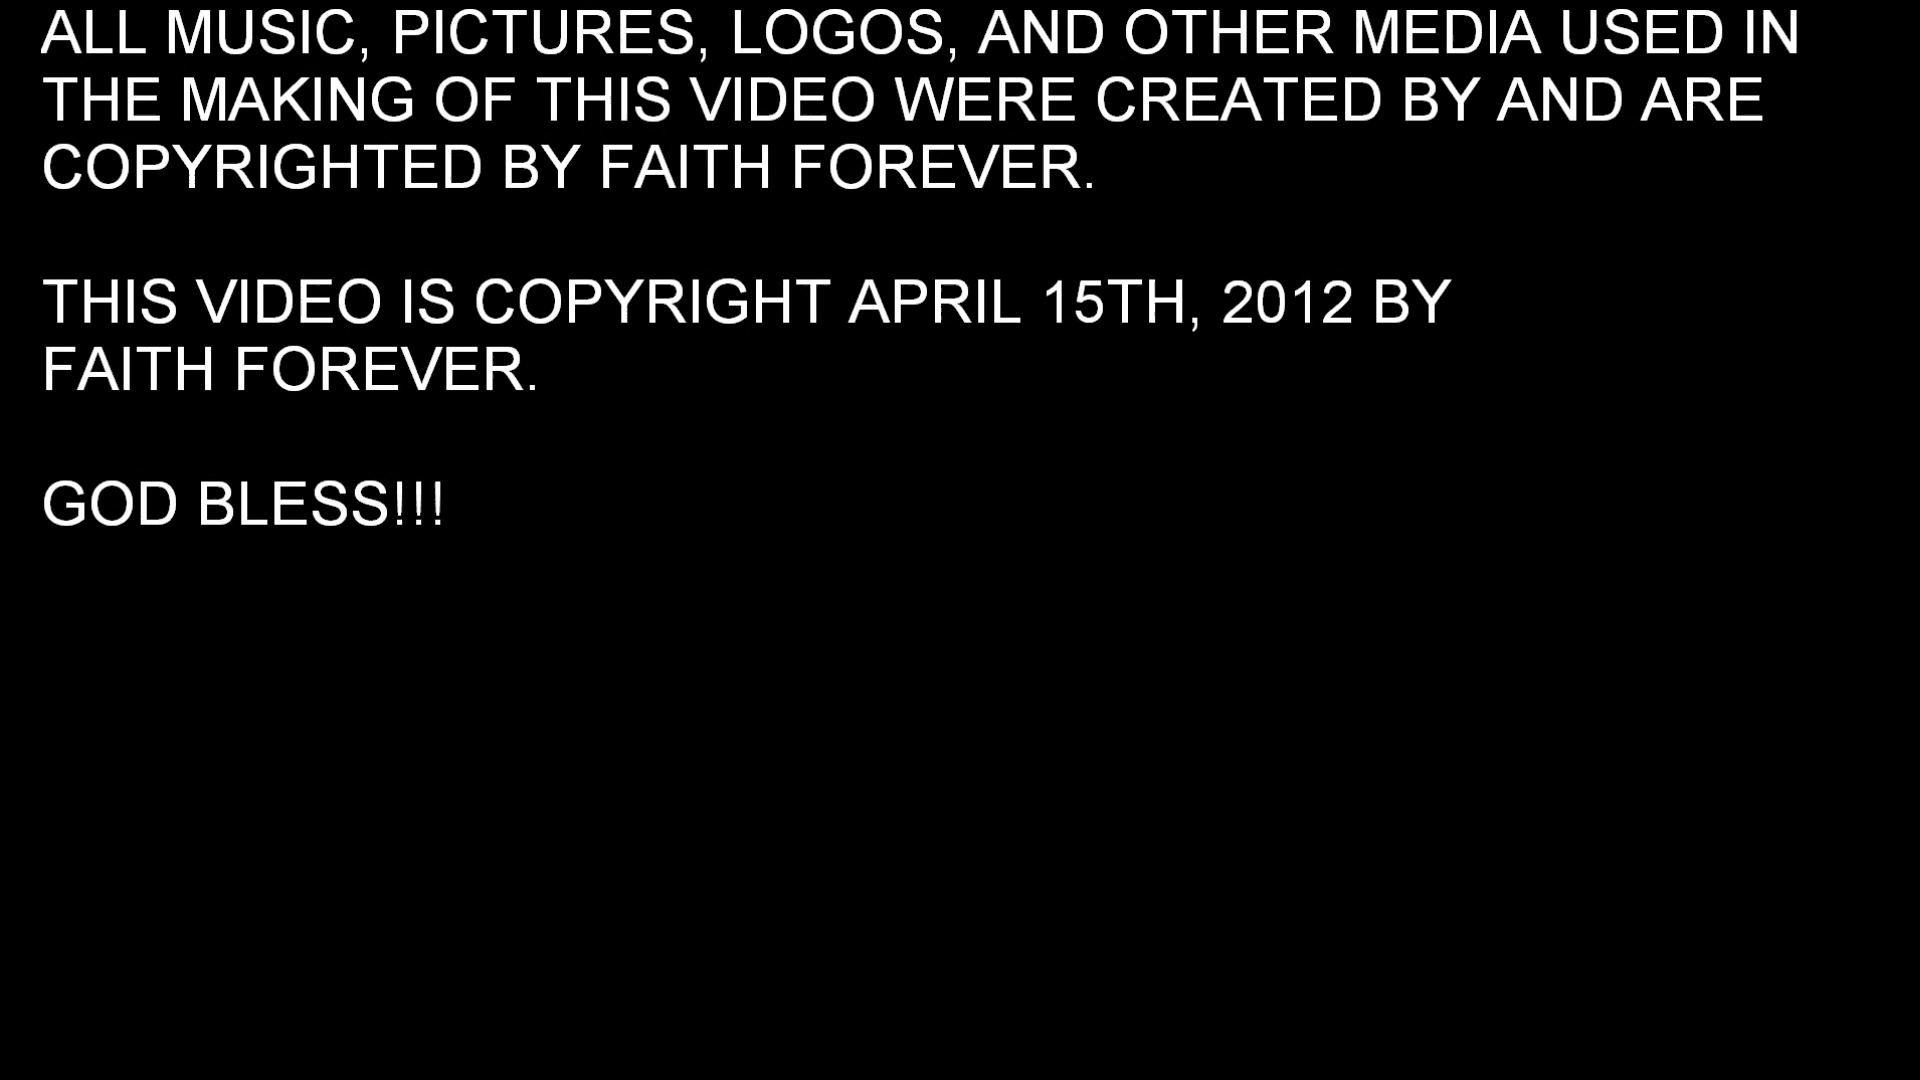 ALL MUSIC, PICTURES, LOGOS, AND OTHER MEDIA USED IN
THE MAKING OF THIS VIDEO WERE CREATED BY AND ARE
COPYRIGHTED BY FAITH FOREVER.
THIS VIDEO IS COPYRIGHT APRIL 15TH, 2012 BY
FAITH FOREVER.
GOD BLESS!!!